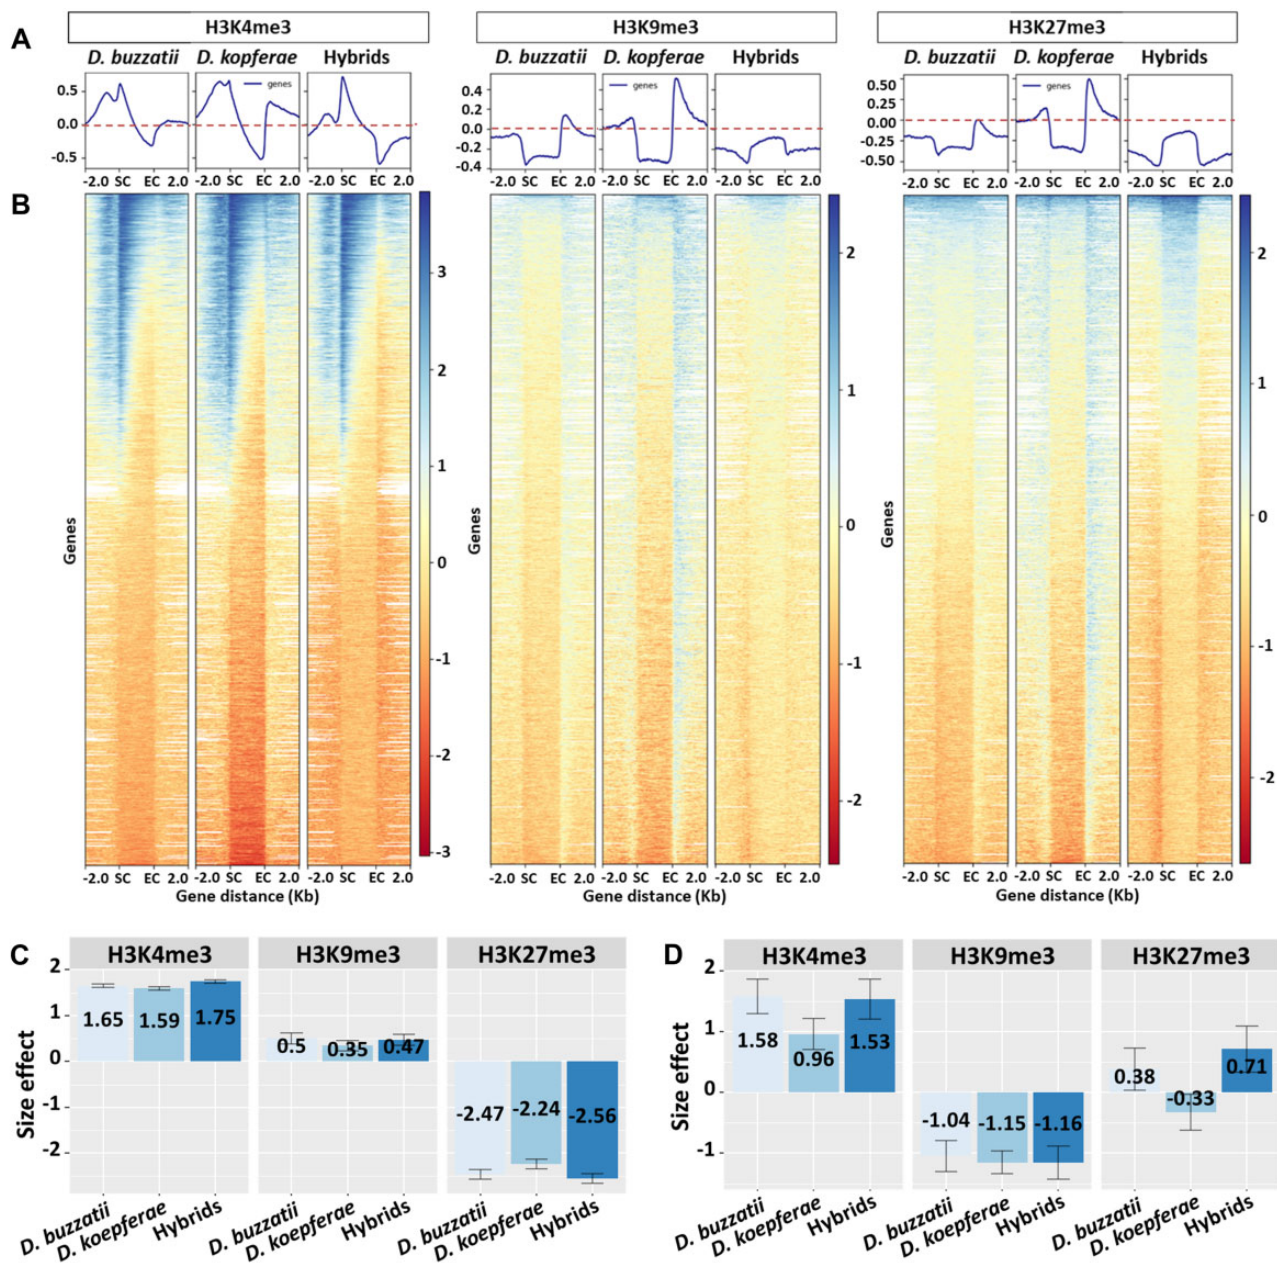 A
H3K4me3 H3K9me3 H3K27me3
D. buzzatii D. kopferae Hybrids D. buzzatii D. kopferae Hybrids D. buzzatii D. kopferae Hybrids
genes genes genes
0.5
0.0
-0.5
0.4
0.2
0.0
-0.2
-0.4
0.50
0.25
0.00
-0.25
-0.50
-2.0 SC EC 2.0 -2.0 SC EC 2.0 -2.0 SC EC 2.0 -2.0 SC EC 2.0 -2.0 SC EC 2.0 -2.0 SC EC 2.0 -2.0 SC EC 2.0 -2.0 SC EC 2.0 -2.0 SC EC 2.0
B
Genes
3
2
1
0
-1
-2
-3
Genes
2
1
0
-1
-2
2
1
0
-1
-2
-2.0 SC EC 2.0 -2.0 SC EC 2.0 -2.0 SC EC 2.0 -2.0 SC EC 2.0 -2.0 SC EC 2.0 -2.0 SC EC 2.0 -2.0 SC EC 2.0 -2.0 SC EC 2.0 -2.0 SC EC 2.0
Gene distance (Kb) Gene distance (Kb) Gene distance (Kb)
C
H3K4me3 H3K9me3 H3K27me3
Size effect
2
1
0
-1
-2
1.65 1.59 1.75 0.5 0.35 0.47
-2.47 -2.24 -2.56
D. buzzatii D. koepferae Hybrids D. buzzatii D. koepferae Hybrids D. buzzatii D. koepferae Hybrids
D
H3K4me3 H3K9me3 H3K27me3
Size effect
2
1
0
-1
1.58 0.96 1.53
-1.04 -1.15 -1.16
0.38 -0.33 0.71
D. buzzatii D. koepferae Hybrids D. buzzatii D. koepferae Hybrids D. buzzatii D. koepferae Hybrids